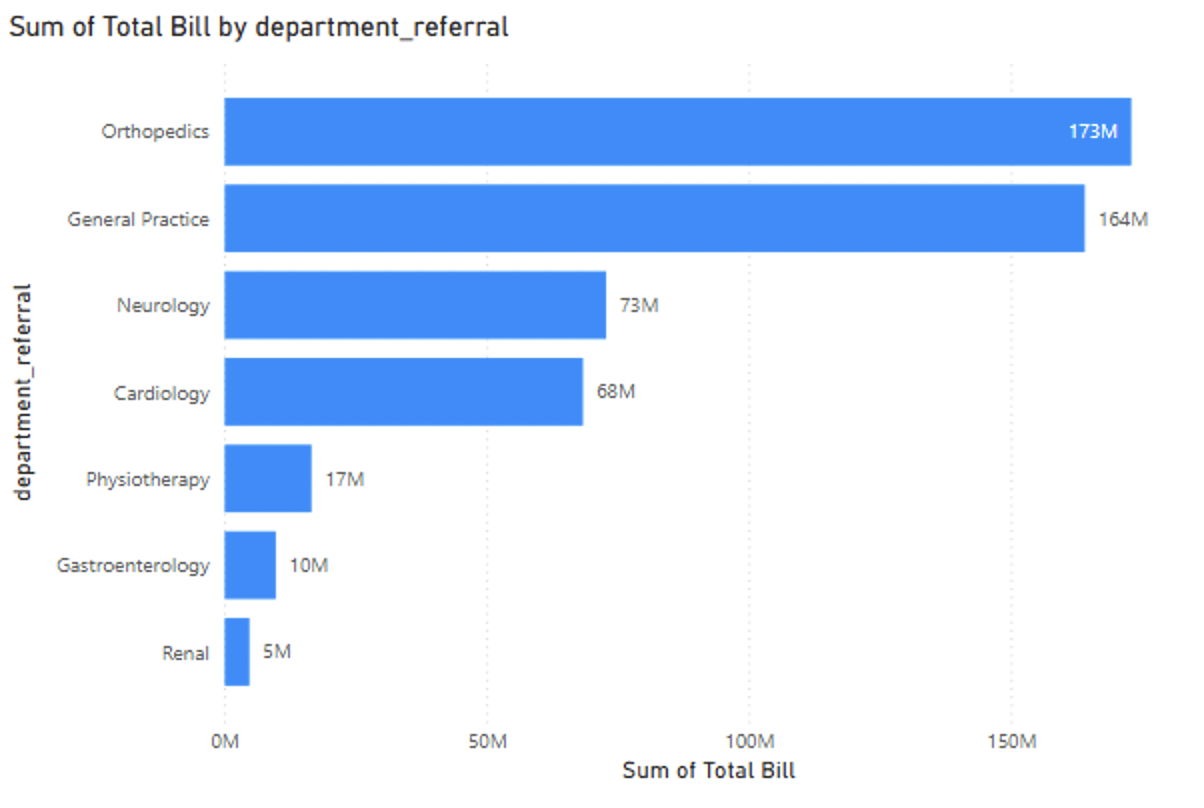 Sum of Total Bill by department_referral
department_referral
Orthopedics 173M
General Practice 164M
Neurology 73M
Cardiology 68M
Physiotherapy 17M
Gastroenterology 10M
Renal 5M
0M 50M 100M 150M
Sum of Total Bill